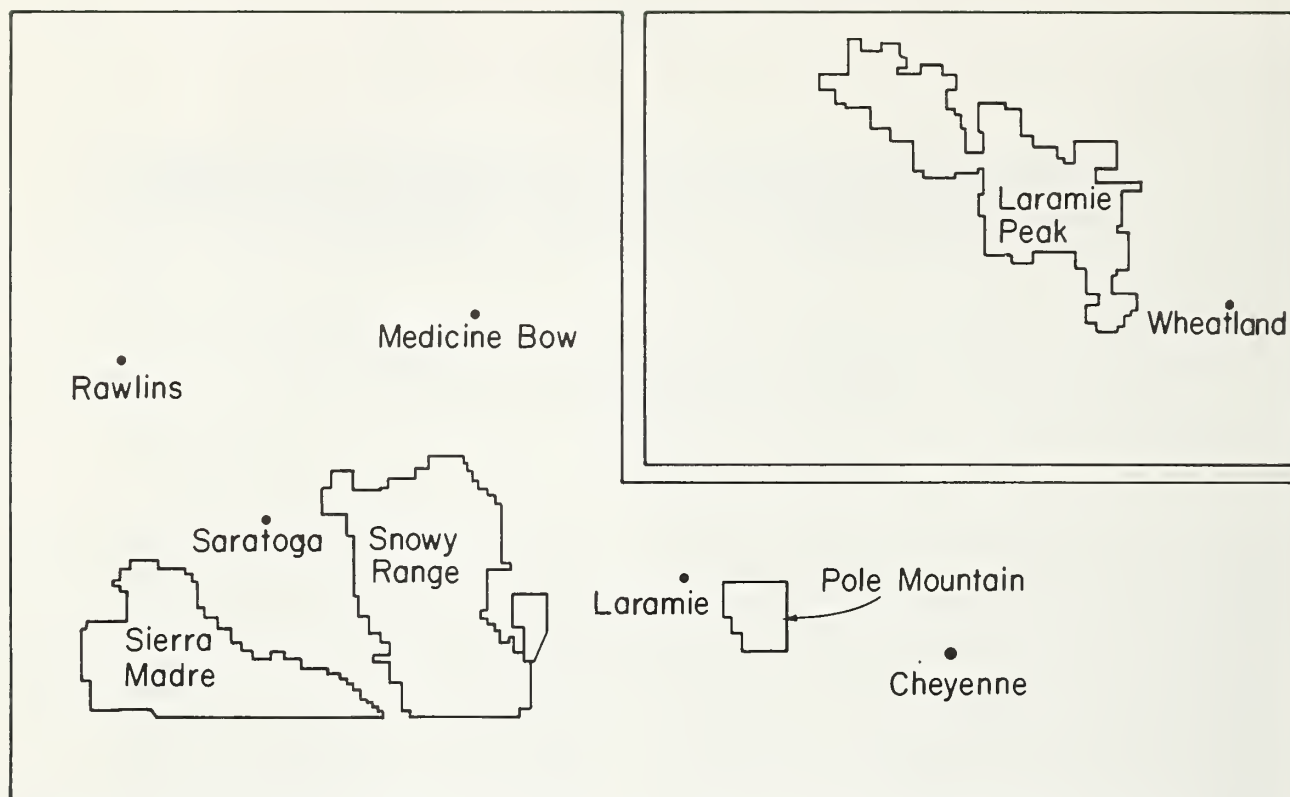 Laramie
Peak
Wheatland
Medicine Bow
Rawlins
Saratoga
Snowy
Range
Sierra
Madre
Laramie
Pole Mountain
Cheyenne